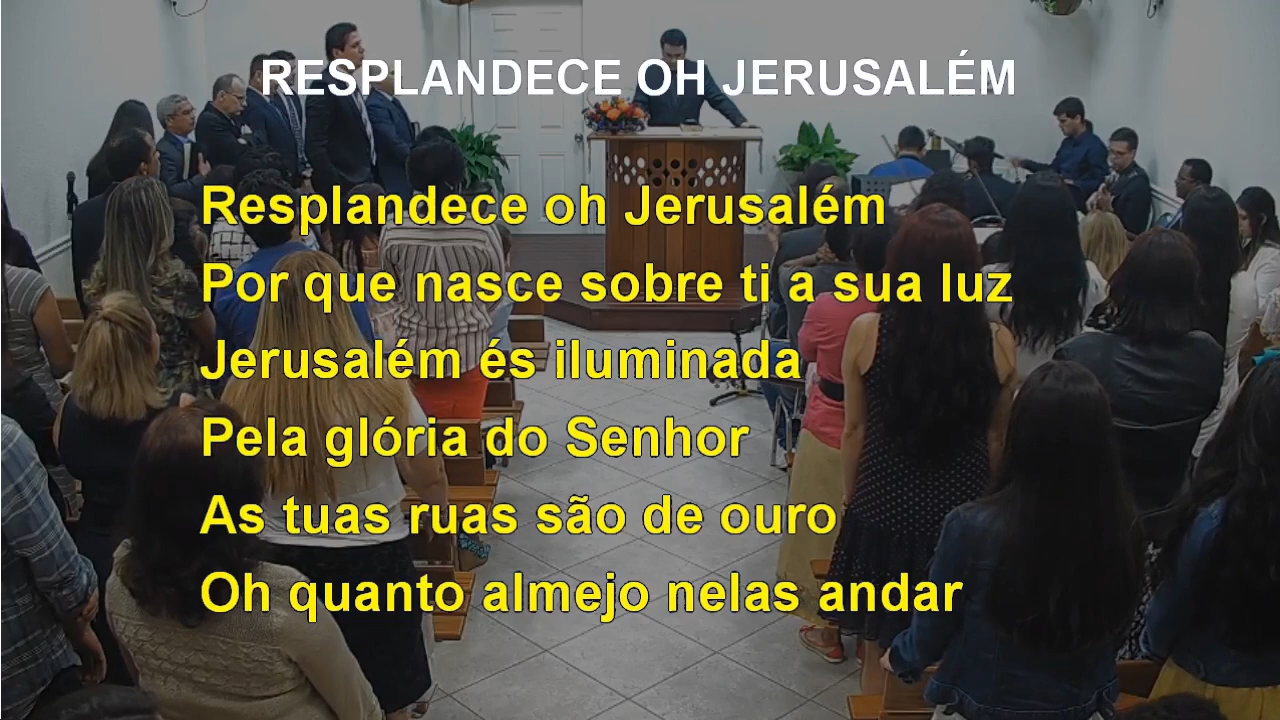 RESPLANDECE OH JERUSALÉM
Resplandece oh Jerusalém
Por que nasce sobre ti a sua luz
Jerusalém és iluminada
Pela glória do Senhor
As tuas ruas são de ouro
Oh quanto almejo nelas andar